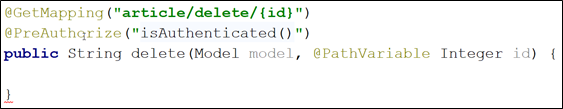 @GetMapping("article/delete/{id}")
@PreAuthqrize("isAuthenticated()")
public String delete(Model model, @PathVariable Integer id) {
}